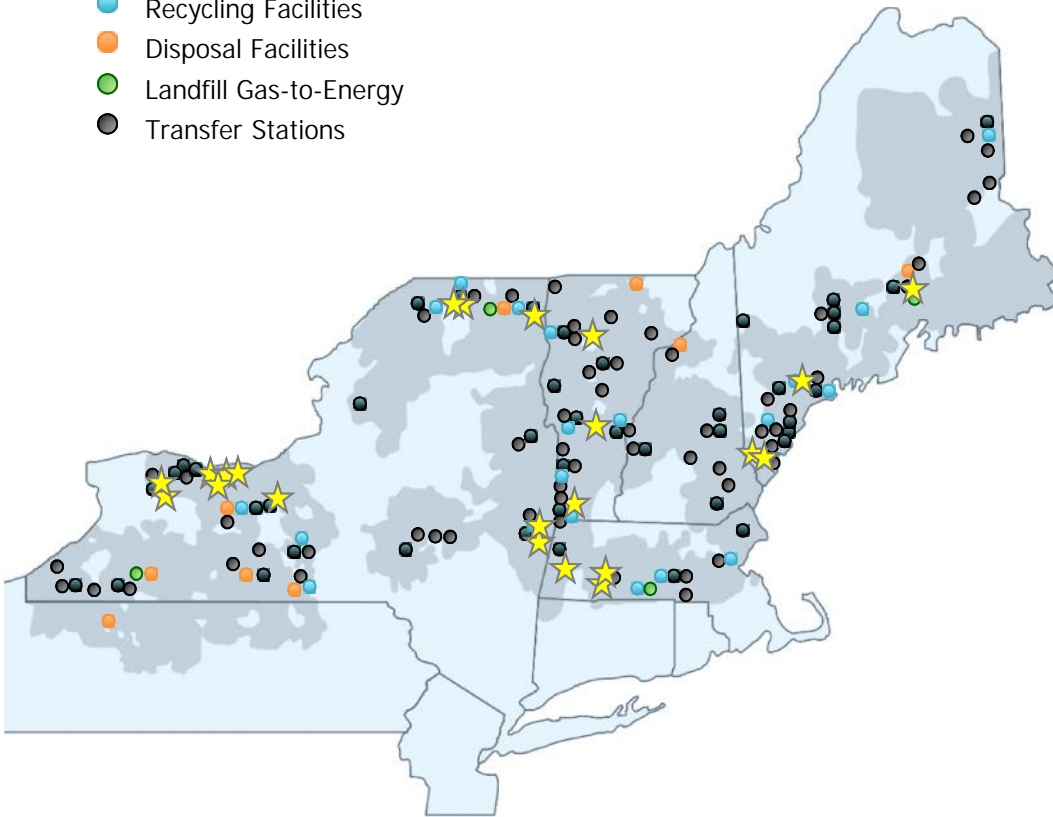 Recycling Facilities
Disposal Facilities
Landfill Gas-to-Energy
Transfer Stations